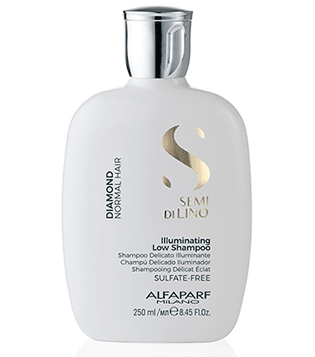 DIAMOND
NORMAL HAIR
SEMI
DI LINO
Illuminating
Low Shampoo
Shampoo Delicato Illuminante
Champú Delicado Iluminador
Shampooing Délicat Éclat
SULFATE-FREE
ALFAPARF
MILANO
250 ml/мл℮ 8.45 Fl.Oz.